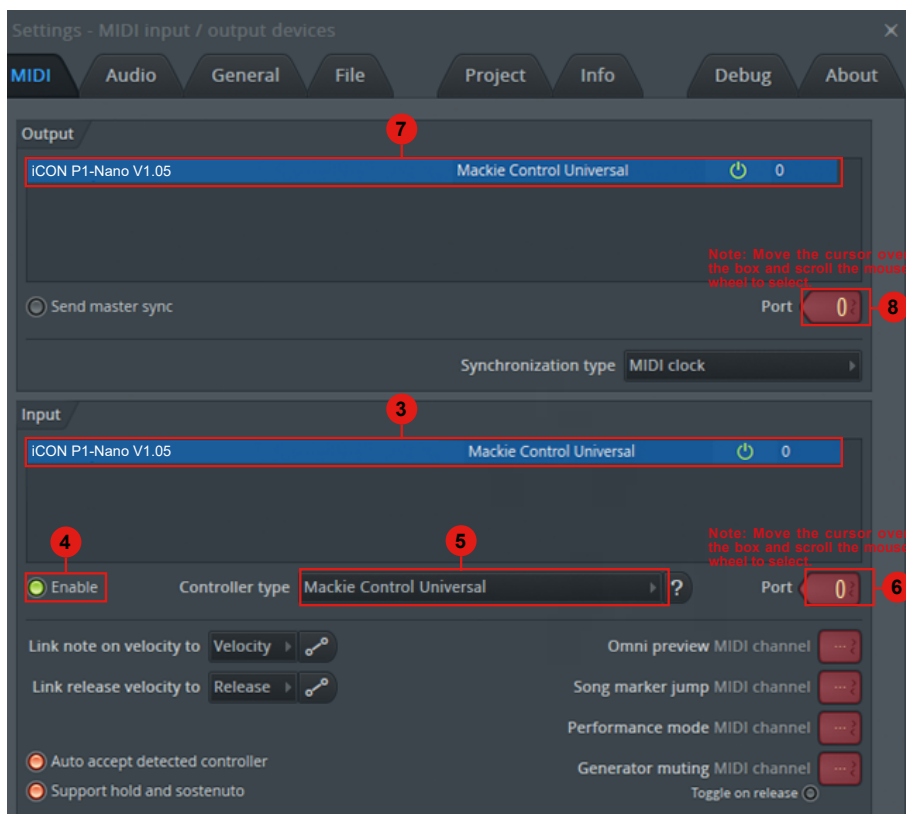 Settings - MIDI input / output devices
MIDI Audio General File Project Info Debug About
Output
7
iCON P1-Nano V1.05 Mackie Control Universal 0
Note: Move the cursor over
the box and scroll the mouse
wheel to select.
Send master sync
Port 0
8
Synchronization type MIDI clock
Input
3
iCON P1-Nano V1.05 Mackie Control Universal 0
4
5
Note: Move the cursor over
the box and scroll the mouse
wheel to select.
Enable Controller type Mackie Control Universal ? Port 0
6
Link note on velocity to Velocity
Omni preview MIDI channel ---
Link release velocity to Release
Song marker jump MIDI channel ---
Performance mode MIDI channel ---
Auto accept detected controller
Generator muting MIDI channel ---
Support hold and sostenuto
Toggle on release